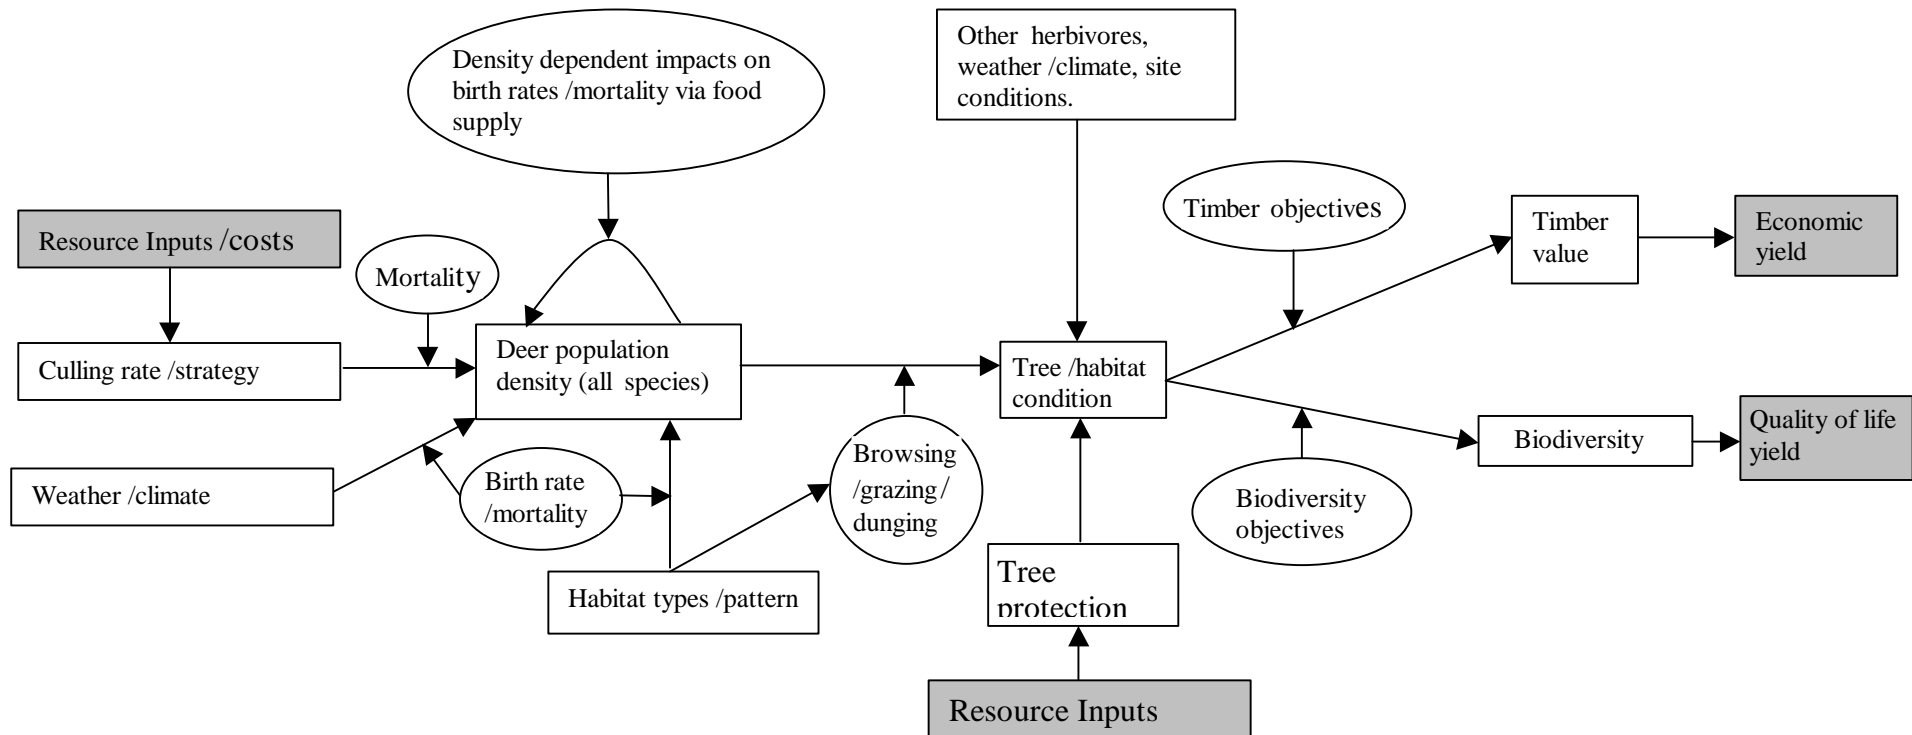 Density dependent impacts on
birth rates /mortality via food
supply
Other herbivores,
weather /climate, site
conditions.
Resource Inputs /costs
Mortality
Timber objectives
Timber
value
Economic
yield
Culling rate /strategy
Deer population
density (all species)
Tree /habitat
condition
Weather /climate
Birth rate
/mortality
Browsing
/grazing /
dunging
Biodiversity
objectives
Biodiversity
Quality of life
yield
Habitat types /pattern
Tree
protection
Resource Inputs